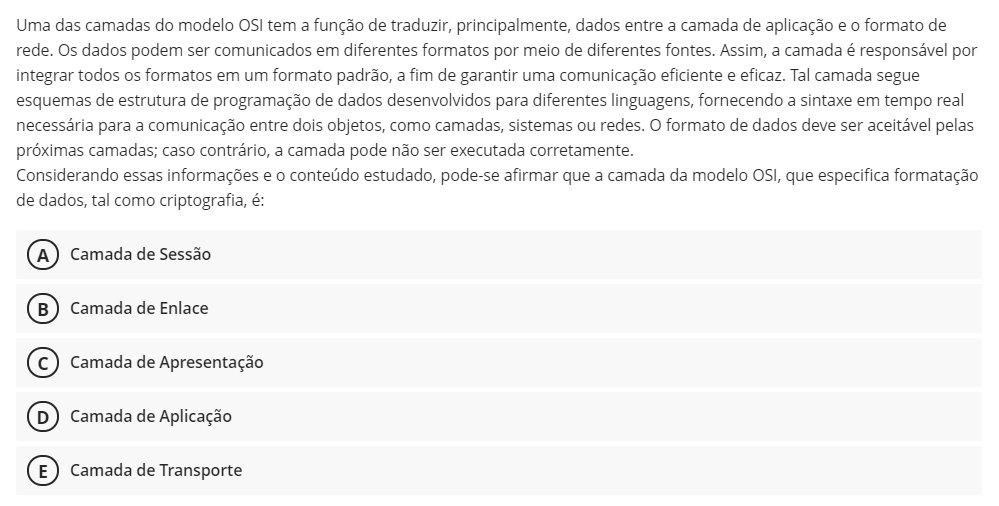 Uma das camadas do modelo OSI tem a função de traduzir, principalmente, dados entre a camada de aplicação e o formato de
rede. Os dados podem ser comunicados em diferentes formatos por meio de diferentes fontes. Assim, a camada é responsável por
integrar todos os formatos em um formato padrão, a fim de garantir uma comunicação eficiente e eficaz. Tal camada segue
esquemas de estrutura de programação de dados desenvolvidos para diferentes linguagens, fornecendo a sintaxe em tempo real
necessária para a comunicação entre dois objetos, como camadas, sistemas ou redes. O formato de dados deve ser aceitável pelas
próximas camadas; caso contrário, a camada pode não ser executada corretamente.
Considerando essas informações e o conteúdo estudado, pode-se afirmar que a camada da modelo OSI, que especifica formatação
de dados, tal como criptografia, é:
A Camada de Sessão
B Camada de Enlace
C Camada de Apresentação
D Camada de Aplicação
E Camada de Transporte